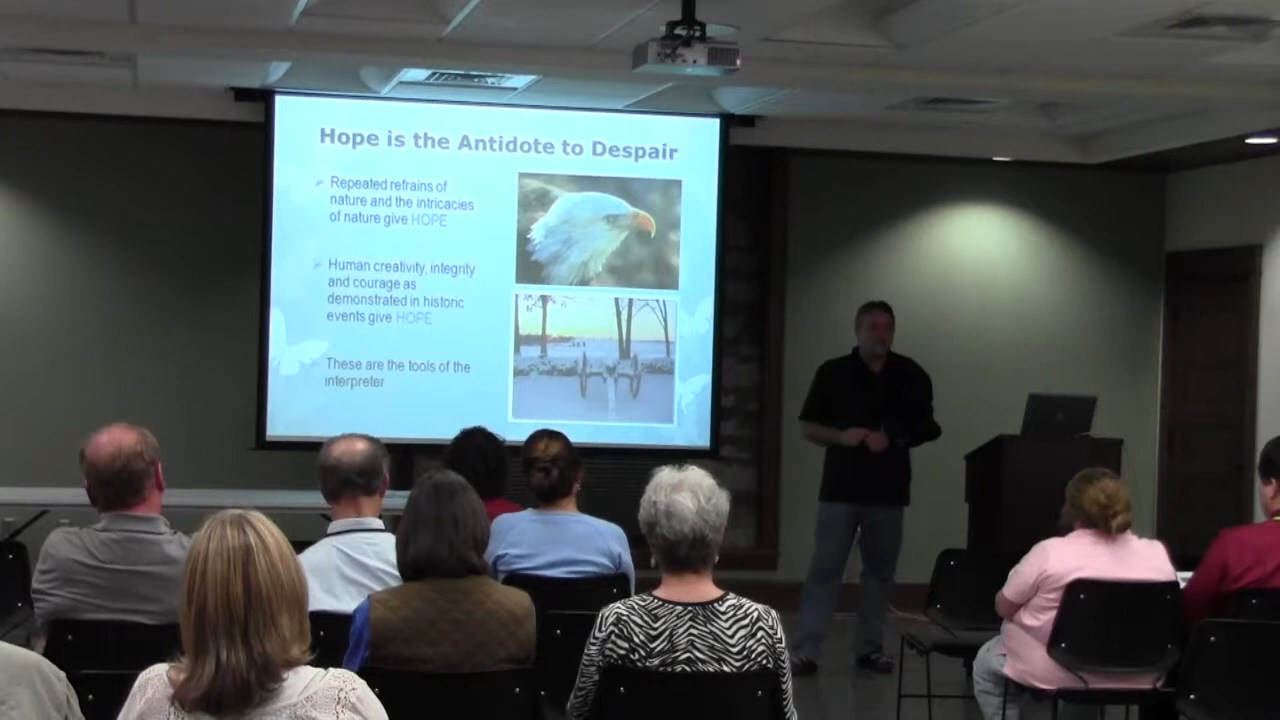 Hope is the Antidote to Despair
Repeated refrains of
nature and the intricacies
of nature give HOPE
Human creativity, integrity
and courage as
demonstrated in historic
events give HOPE
These are the tools of the
interpreter